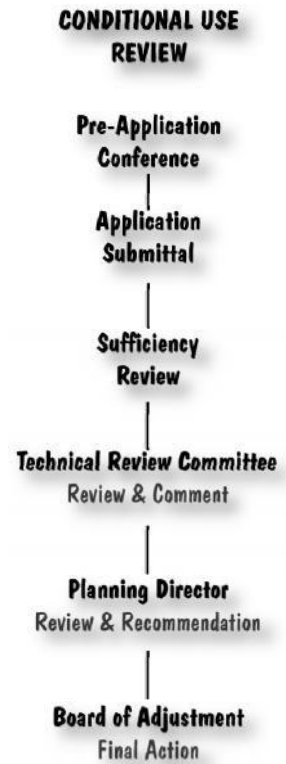 CONDITIONAL USE
REVIEW
Pre-Application
Conference
Application
Submittal
Sufficiency
Review
Technical Review Committee
Review & Comment
Planning Director
Review & Recommendation
Board of Adjustment
Final Action